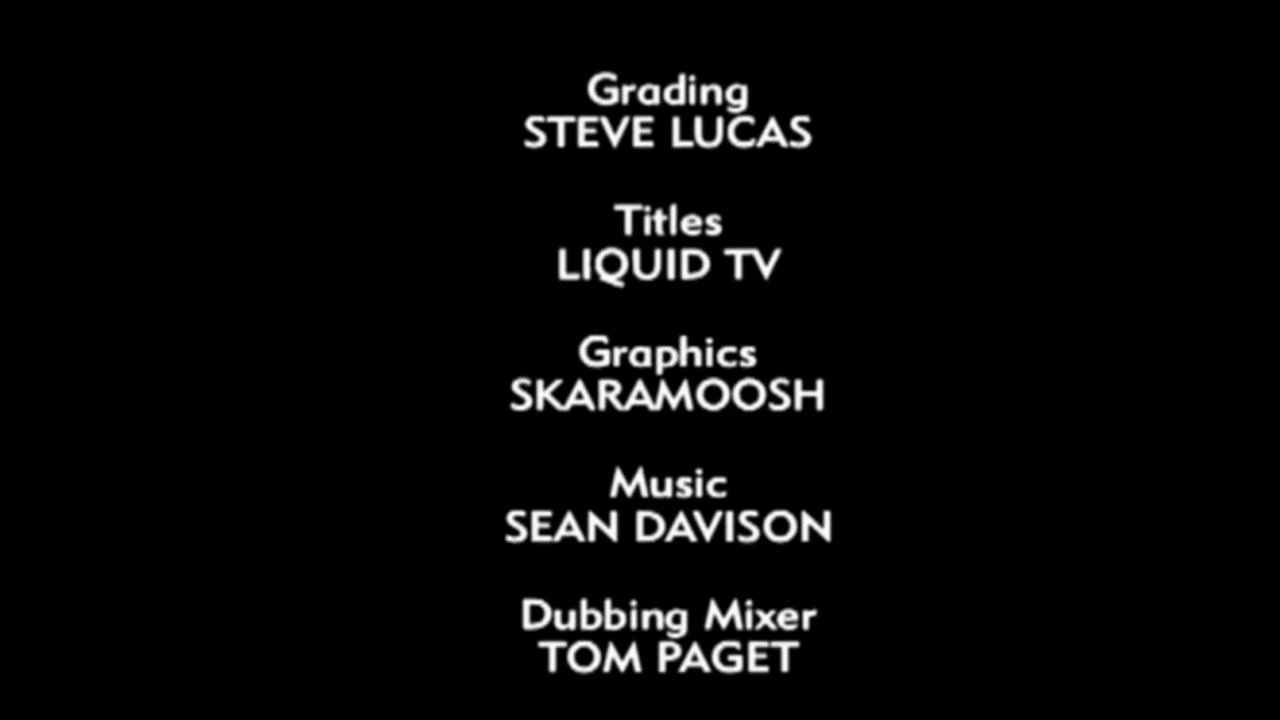 Grading
STEVE LUCAS
Titles
LIQUID TV
Graphics
SKARAMOOSH
Music
SEAN DAVISON
Dubbing Mixer
TOM PAGET